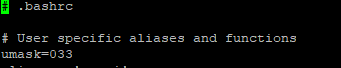 # .bashrc
# User specific aliases and functions
umask=033